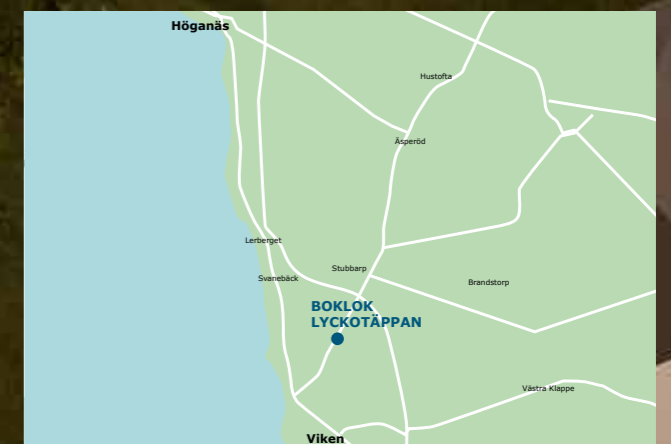 Höganäs
Hustofta
Äsperöd
Lerberget
Stubbarp
Svanebäck
Brandstorp
BOKLOK
LYCKOTÄPPAN
Västra Klappe
Viken